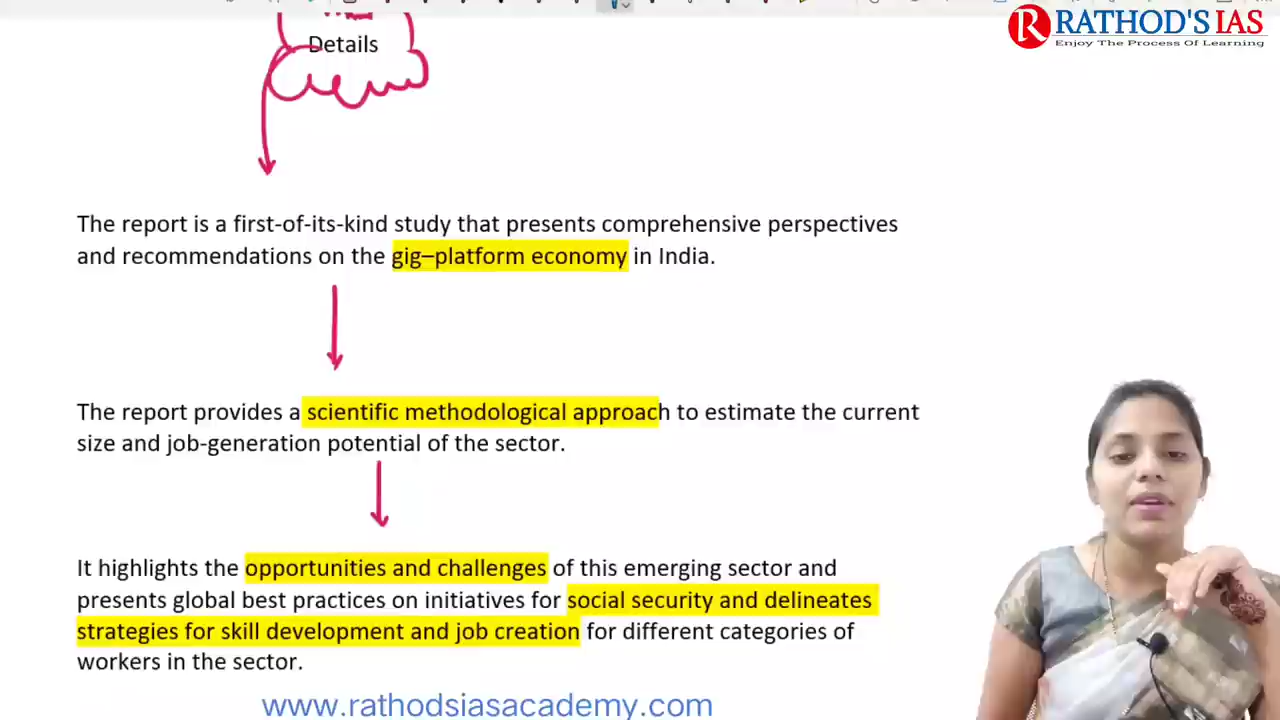 RATHOD'S IAS
Enjoy The Process Of Learning
Details
The report is a first-of-its-kind study that presents comprehensive perspectives
and recommendations on the gig–platform economy in India.
The report provides a scientific methodological approach to estimate the current
size and job-generation potential of the sector.
It highlights the opportunities and challenges of this emerging sector and
presents global best practices on initiatives for social security and delineates
strategies for skill development and job creation for different categories of
workers in the sector.
www.rathodsiasacademy.com